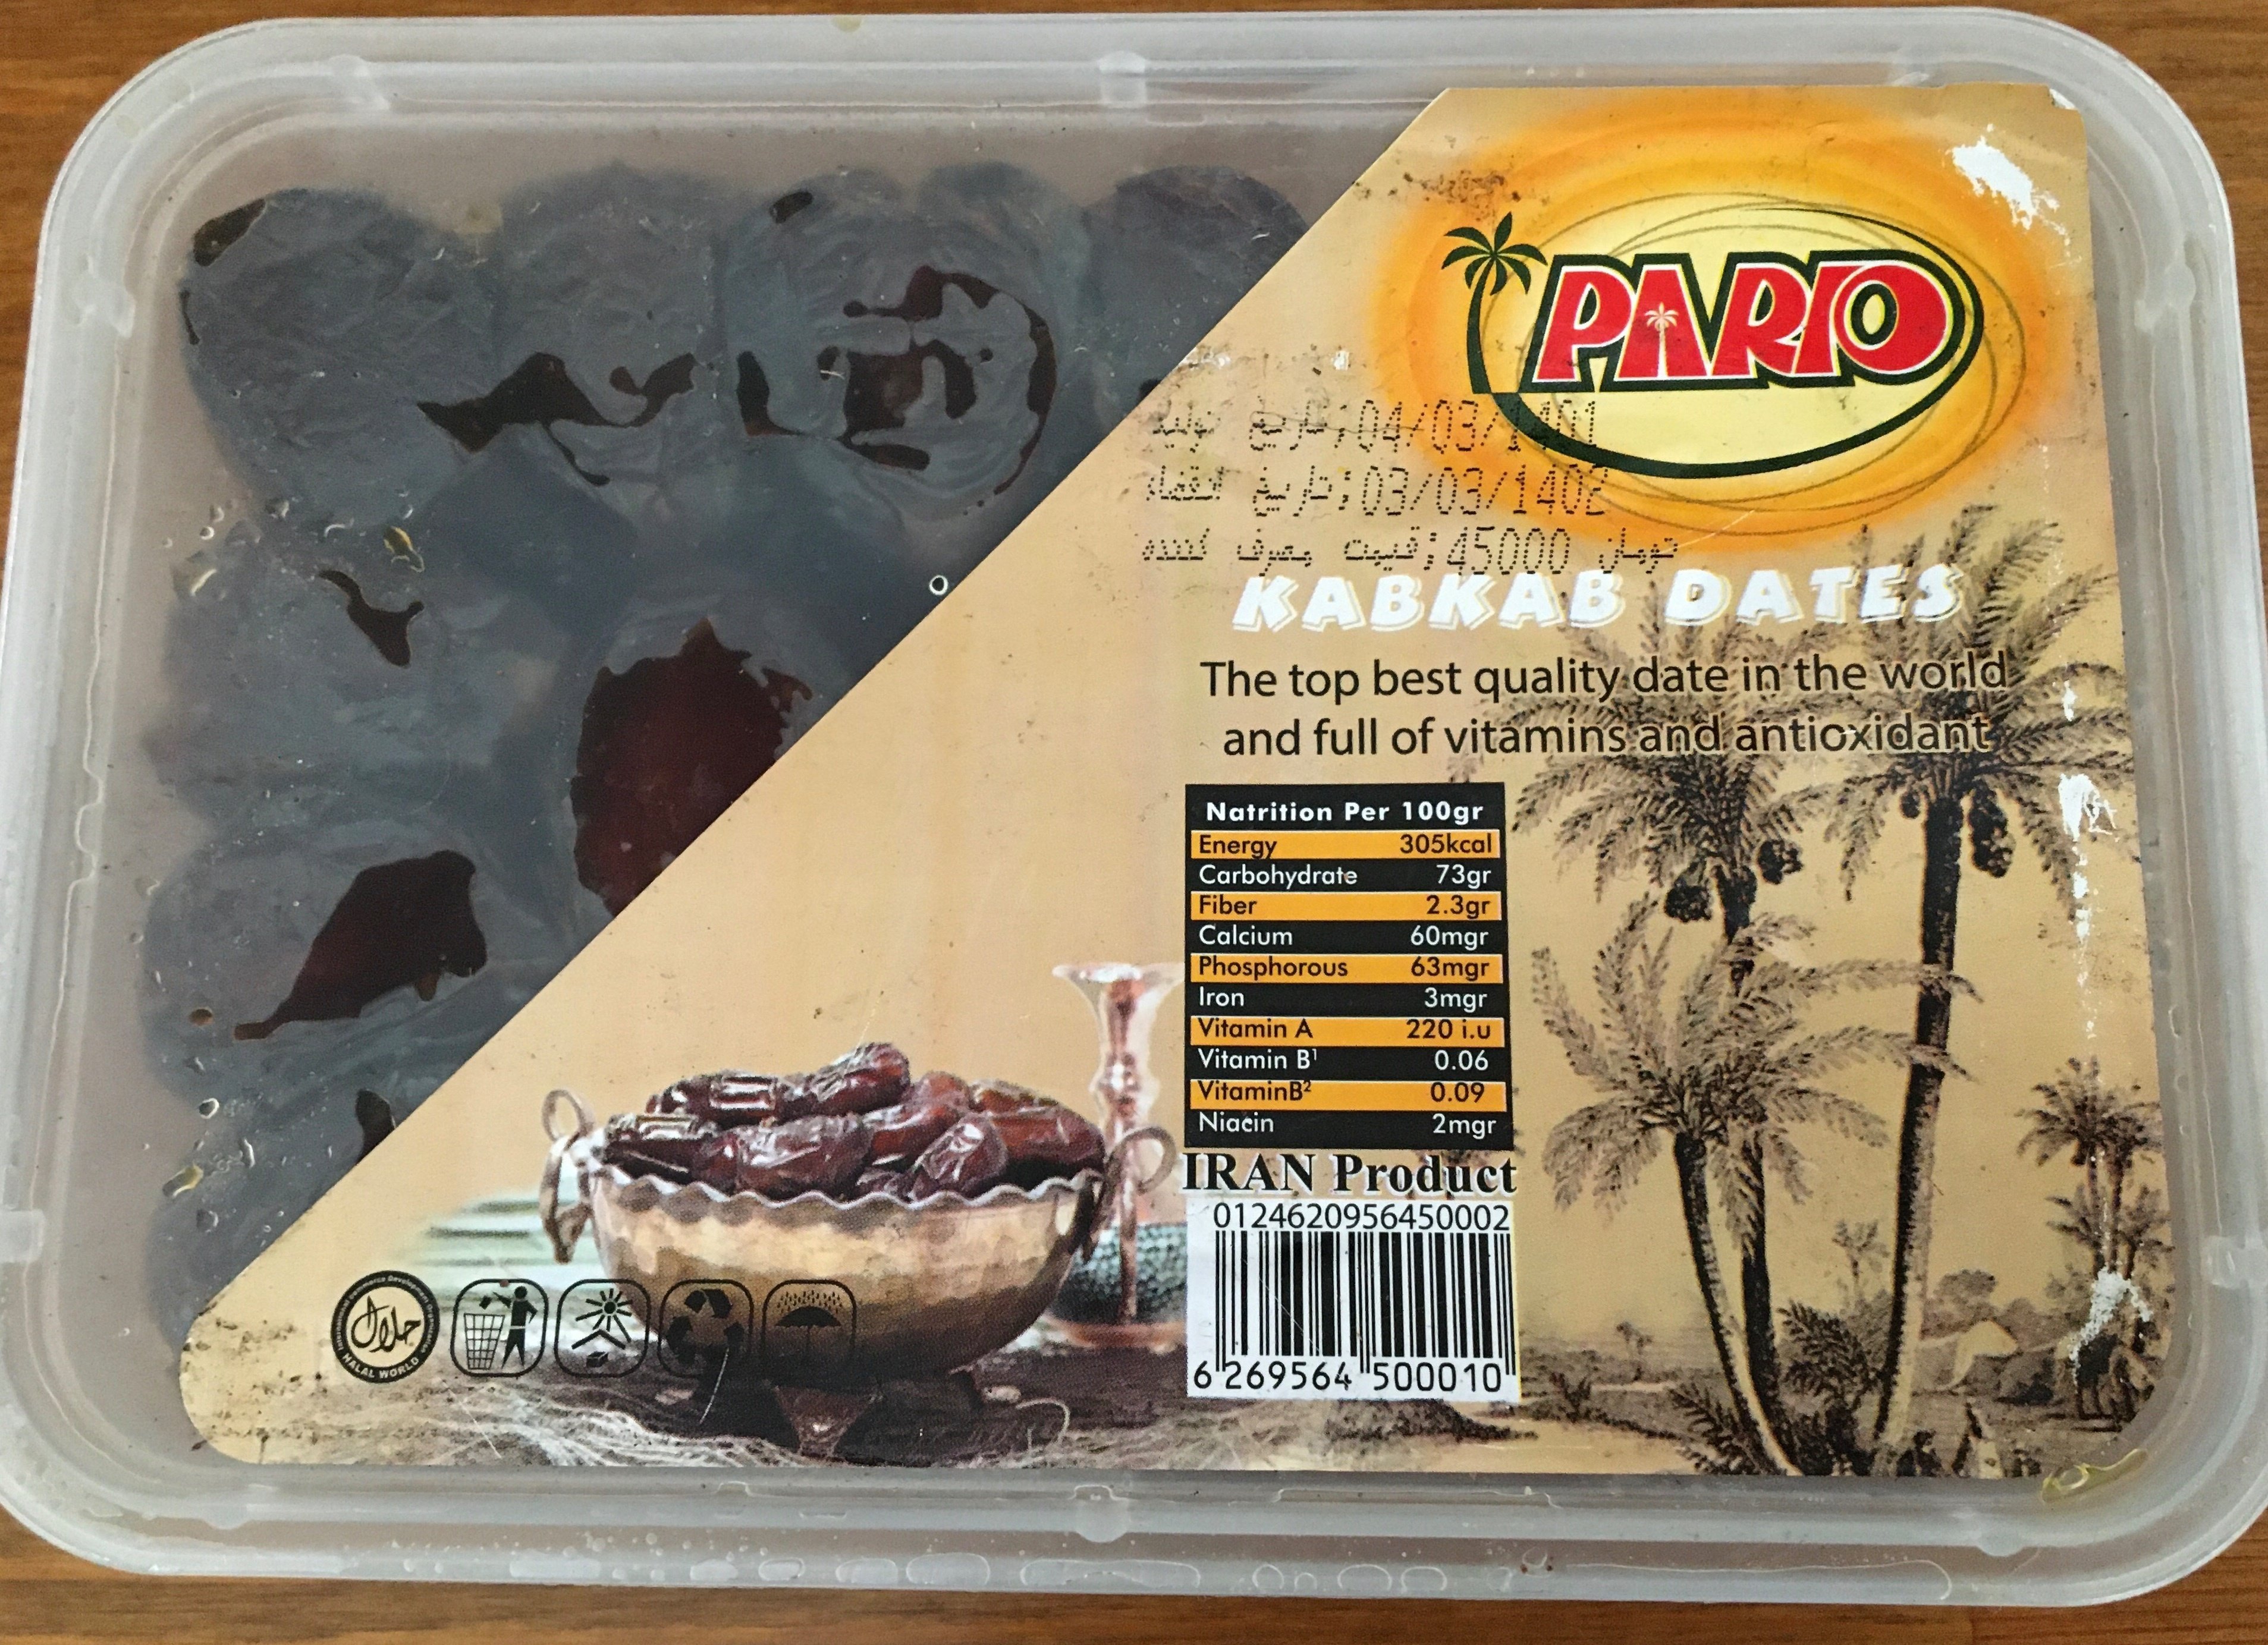 PARIO
تاریخ تولید:04/03/1401
تاریخ انقضا:03/03/1402
قیمت مصرف کننده:45000 تومان
KABKAB DATES
The top best quality date in the world
and full of vitamins and antioxidant
Natrition Per 100gr
Energy 305kcal
Carbohydrate 73gr
Fiber 2.3gr
Calcium 60mgr
Phosphorous 63mgr
Iron 3mgr
Vitamin A 220 i.u
Vitamin B¹ 0.06
VitaminB² 0.09
Niacin 2mgr
IRAN Product
0124620956450002
6 269564 500010
حلال
HALAL WORLD